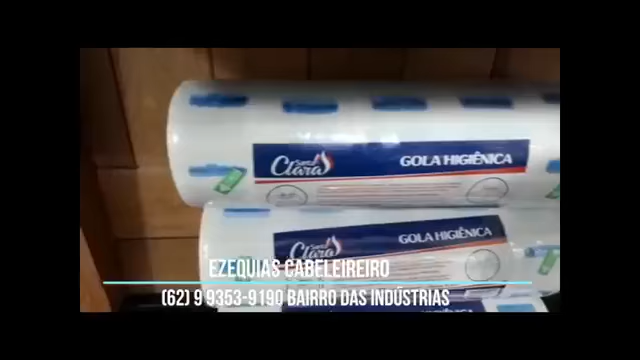 Santa
Clara
GOLA HIGIÊNICA
Santa
Clara
GOLA HIGIÊNICA
EZEQUIAS CABELEIREIRO
(62) 9 9353-9190 BAIRRO DAS INDÚSTRIAS